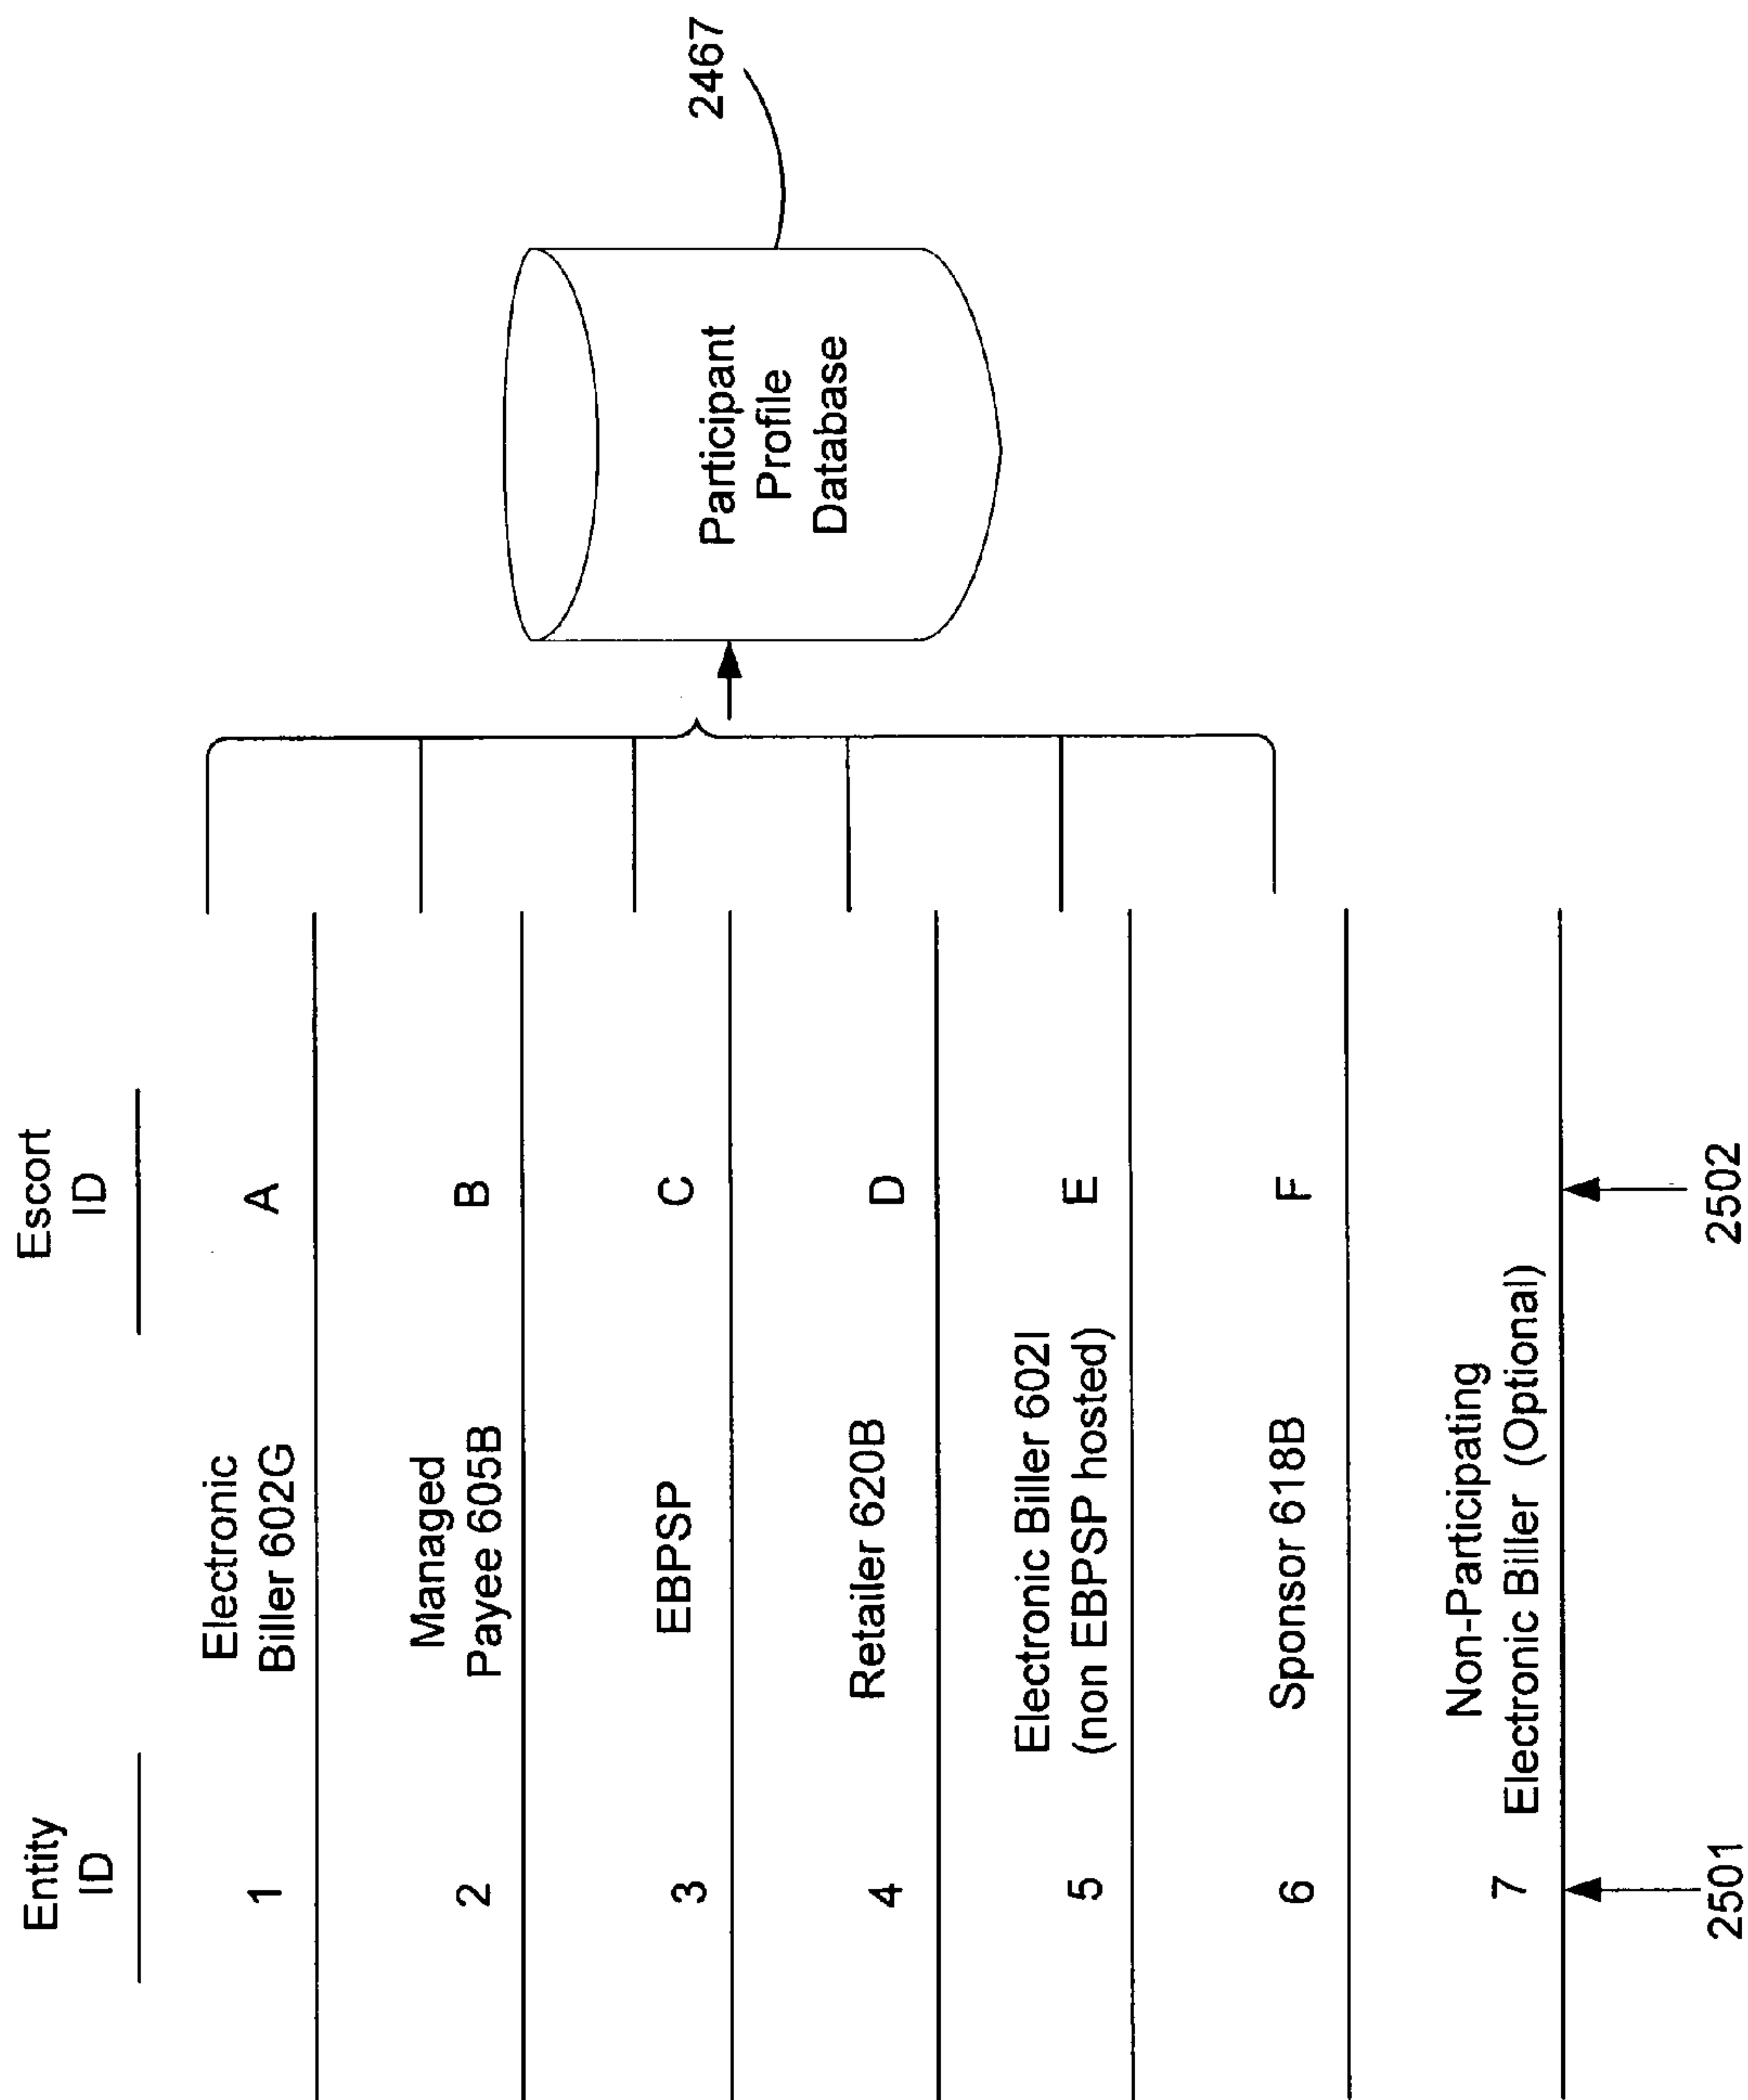 Entity
ID
Escort
ID
1
Electronic
Biller 602G
A
2
Managed
Payee 605B
B
3
EBPSP
C
4
Retailer 620B
D
5
Electronic Biller 602I
(non EBPSP hosted)
E
6
Sponsor 618B
F
7
Non-Participating
Electronic Biller (Optional)
2501
2502
Participant
Profile
Database
2467